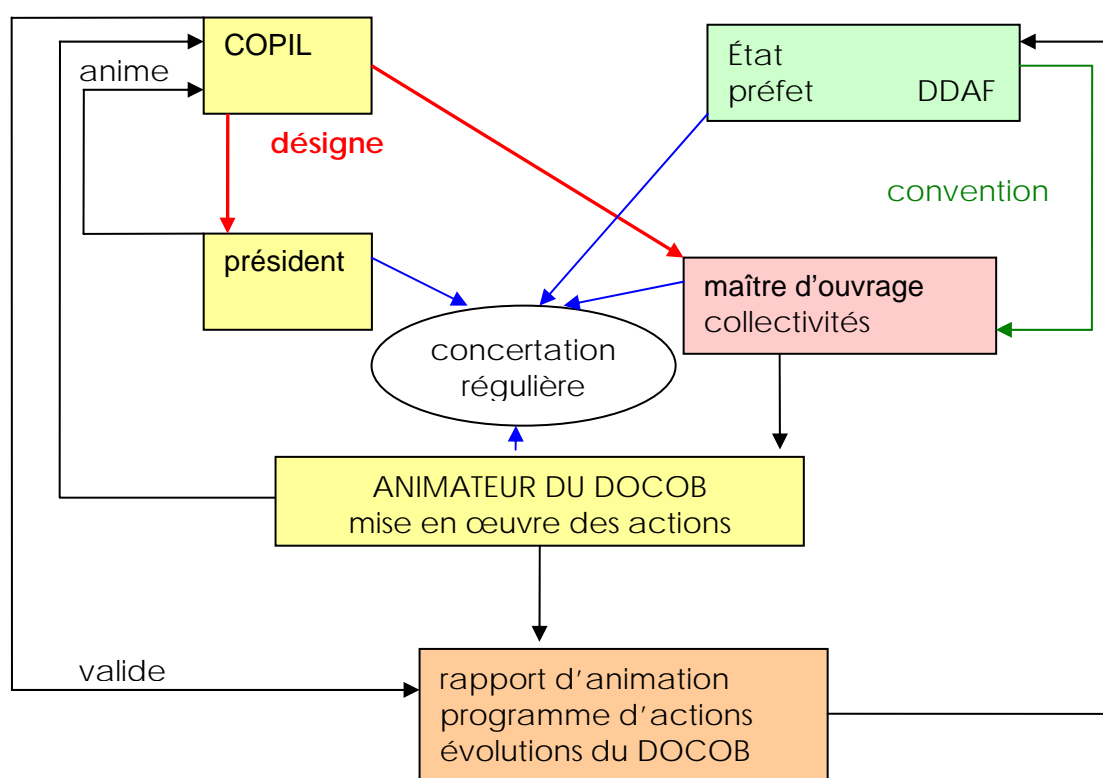 COPIL
anime
désigne
État
préfet DDAF
convention
président
maître d'ouvrage
collectivités
concertation
régulière
ANIMATEUR DU DOCOB
mise en œuvre des actions
valide
rapport d’animation
programme d’actions
évolutions du DOCOB